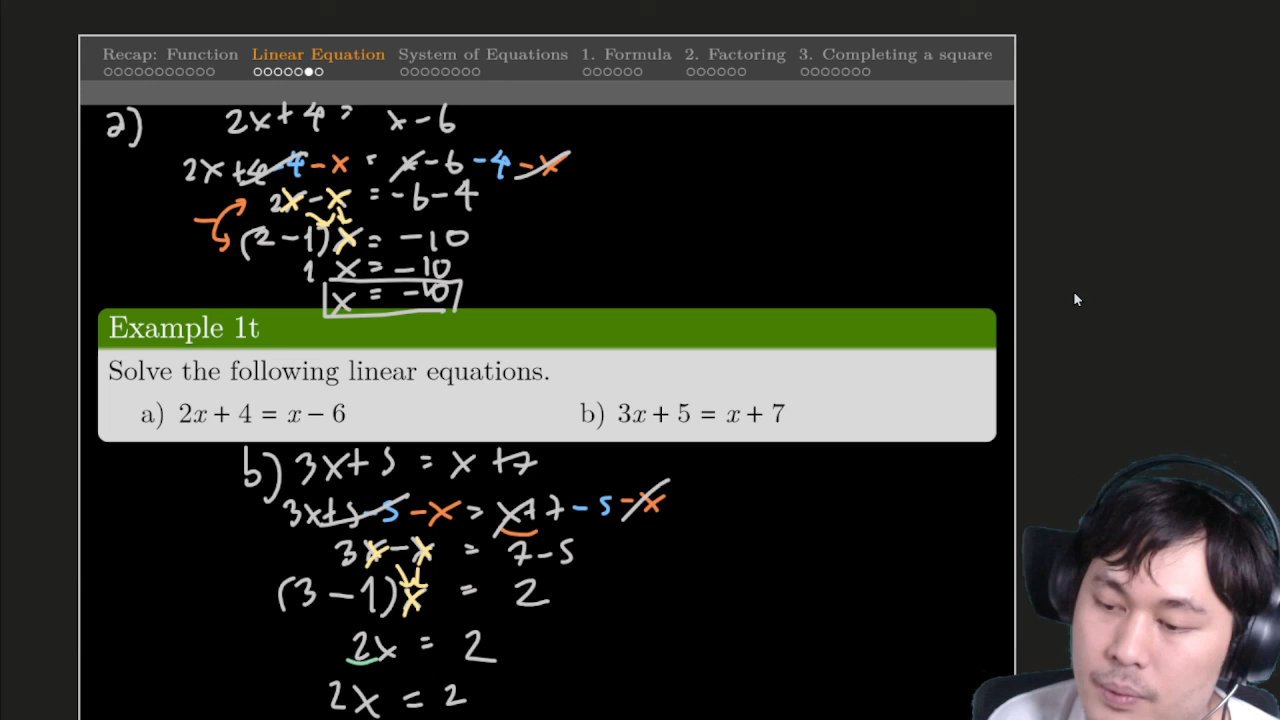 Recap: Function Linear Equation System of Equations 1. Formula 2. Factoring 3. Completing a square
a) 2x + 4 = x - 6
2x + 4 - 4 - x = x - 6 - 4 - x
2x - x = -6 - 4
(2 - 1) x = -10
1 x = -10
x = -10
Example 1t
Solve the following linear equations.
a) 2x + 4 = x − 6 b) 3x + 5 = x + 7
b) 3x + 5 = x + 7
3x + 5 - 5 - x = x + 7 - 5 - x
3x - x = 7 - 5
(3 - 1) x = 2
2x = 2
2x = 2